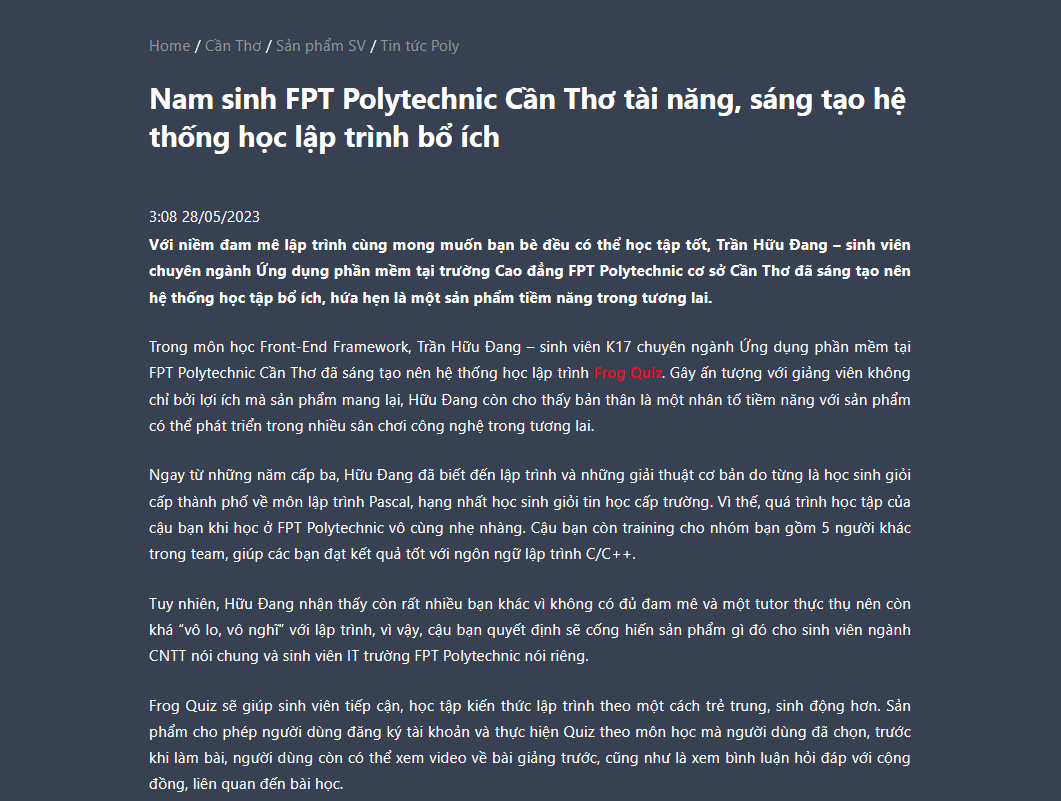 Home / Cần Thơ / Sản phẩm SV / Tin tức Poly
Nam sinh FPT Polytechnic Cần Thơ tài năng, sáng tạo hệ
thống học lập trình bổ ích
3:08 28/05/2023
Với niềm đam mê lập trình cùng mong muốn bạn bè đều có thể học tập tốt, Trần Hữu Đang – sinh viên
chuyên ngành Ứng dụng phần mềm tại trường Cao đẳng FPT Polytechnic cơ sở Cần Thơ đã sáng tạo nên
hệ thống học tập bổ ích, hứa hẹn là một sản phẩm tiềm năng trong tương lai.
Trong môn học Front-End Framework, Trần Hữu Đang – sinh viên K17 chuyên ngành Ứng dụng phần mềm tại
FPT Polytechnic Cần Thơ đã sáng tạo nên hệ thống học lập trình Frog Quiz. Gây ấn tượng với giảng viên không
chỉ bởi lợi ích mà sản phẩm mang lại, Hữu Đang còn cho thấy bản thân là một nhân tố tiềm năng với sản phẩm
có thể phát triển trong nhiều sân chơi công nghệ trong tương lai.
Ngay từ những năm cấp ba, Hữu Đang đã biết đến lập trình và những giải thuật cơ bản do từng là học sinh giỏi
cấp thành phố về môn lập trình Pascal, hạng nhất học sinh giỏi tin học cấp trường. Vì thế, quá trình học tập của
cậu bạn khi học ở FPT Polytechnic vô cùng nhẹ nhàng. Cậu bạn còn training cho nhóm bạn gồm 5 người khác
trong team, giúp các bạn đạt kết quả tốt với ngôn ngữ lập trình C/C++.
Tuy nhiên, Hữu Đang nhận thấy còn rất nhiều bạn khác vì không có đủ đam mê và một tutor thực thụ nên còn
khá “vô lo, vô nghĩ” với lập trình, vì vậy, cậu bạn quyết định sẽ cống hiến sản phẩm gì đó cho sinh viên ngành
CNTT nói chung và sinh viên IT trường FPT Polytechnic nói riêng.
Frog Quiz sẽ giúp sinh viên tiếp cận, học tập kiến thức lập trình theo một cách trẻ trung, sinh động hơn. Sản
phẩm cho phép người dùng đăng ký tài khoản và thực hiện Quiz theo môn học mà người dùng đã chọn, trước
khi làm bài, người dùng còn có thể xem video về bài giảng trước, cũng như là xem bình luận hỏi đáp với cộng
đồng, liên quan đến bài học.